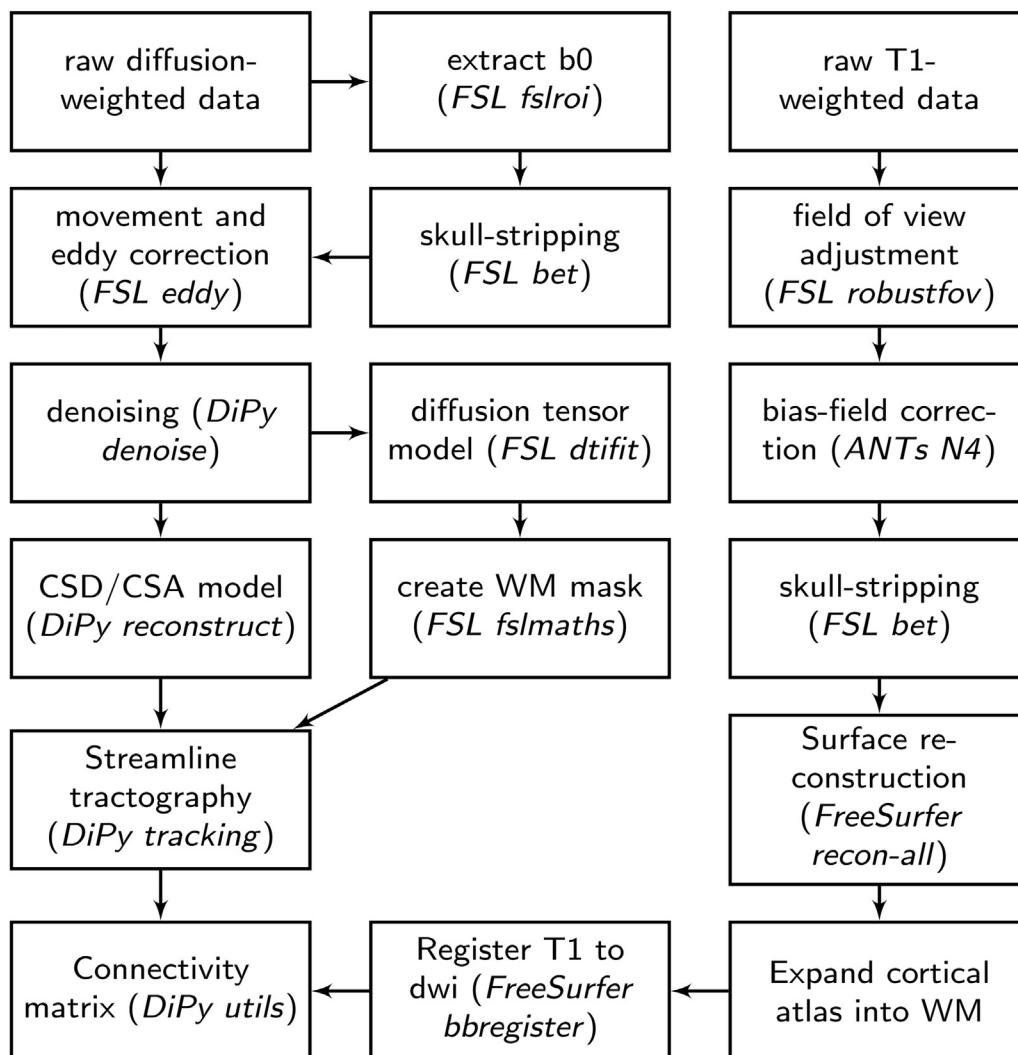 raw diffusion-
weighted data
extract b0
(FSL fslroi)
raw T1-
weighted data
movement and
eddy correction
(FSL eddy)
skull-stripping
(FSL bet)
field of view
adjustment
(FSL robustfov)
denoising (DiPy
denoise)
diffusion tensor
model (FSL dtifit)
bias-field correc-
tion (ANTs N4)
CSD/CSA model
(DiPy reconstruct)
create WM mask
(FSL fslmaths)
skull-stripping
(FSL bet)
Streamline
tractography
(DiPy tracking)
Surface re-
construction
(FreeSurfer
recon-all)
Connectivity
matrix (DiPy utils)
Register T1 to
dwi (FreeSurfer
bbregister)
Expand cortical
atlas into WM